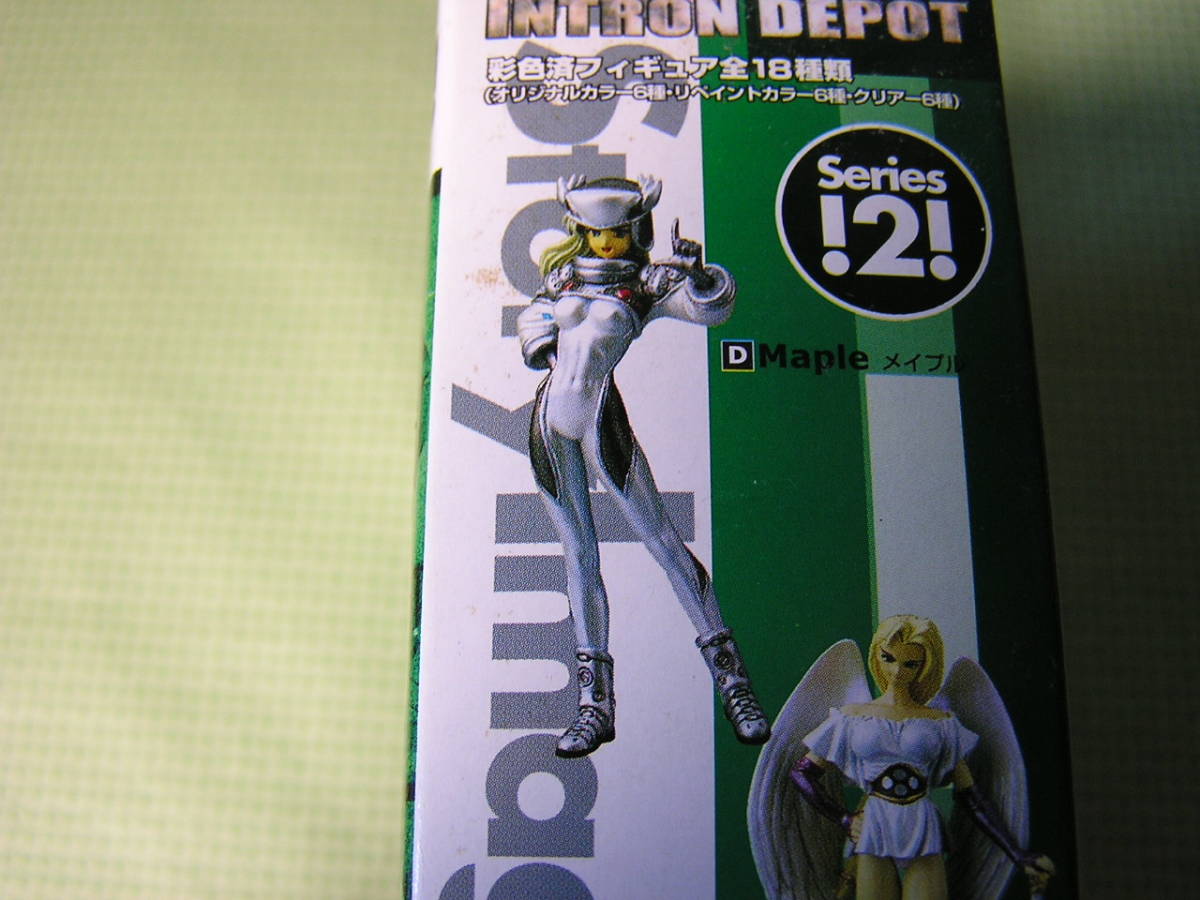 INTRON DEPOT
彩色済フィギュア全18種類
(オリジナルカラー6種・リペイントカラー6種・クリアー6種)
Series
!2!
D Maple メイプル